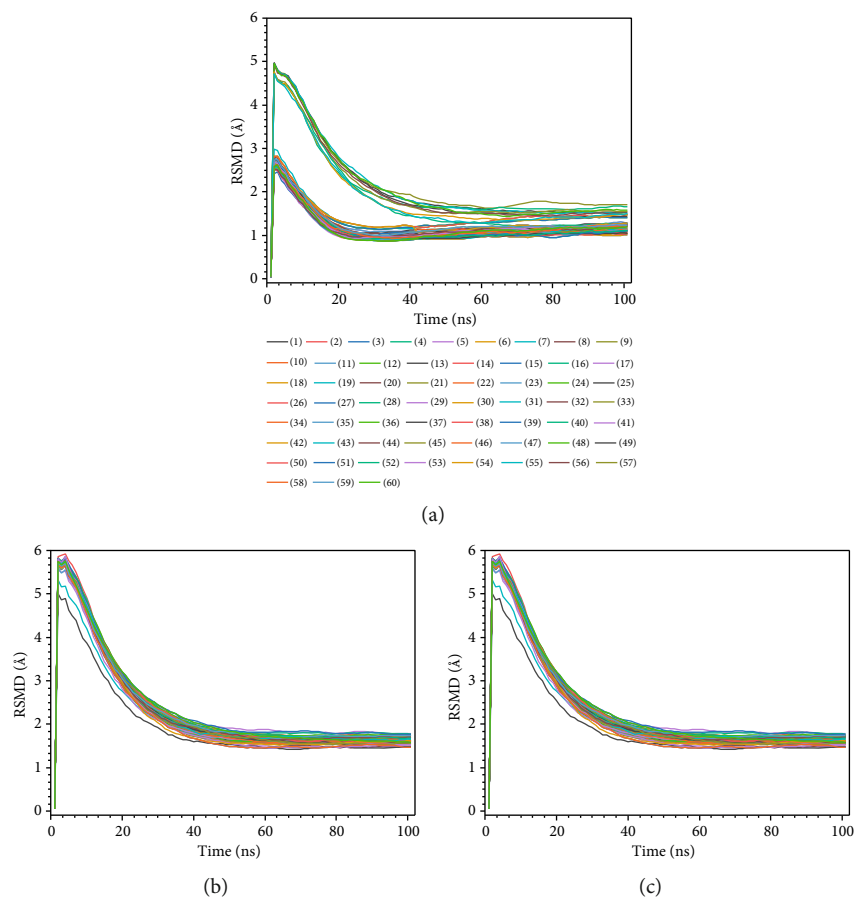 6
5
4
3
2
1
0
RSMD (Å)
0 20 40 60 80 100
Time (ns)
(1) (2) (3) (4) (5) (6) (7) (8) (9)
(10) (11) (12) (13) (14) (15) (16) (17)
(18) (19) (20) (21) (22) (23) (24) (25)
(26) (27) (28) (29) (30) (31) (32) (33)
(34) (35) (36) (37) (38) (39) (40) (41)
(42) (43) (44) (45) (46) (47) (48) (49)
(50) (51) (52) (53) (54) (55) (56) (57)
(58) (59) (60)
(a)
6
5
4
3
2
1
0
RSMD (Å)
0 20 40 60 80 100
Time (ns)
(b)
6
5
4
3
2
1
0
RSMD (Å)
0 20 40 60 80 100
Time (ns)
(c)